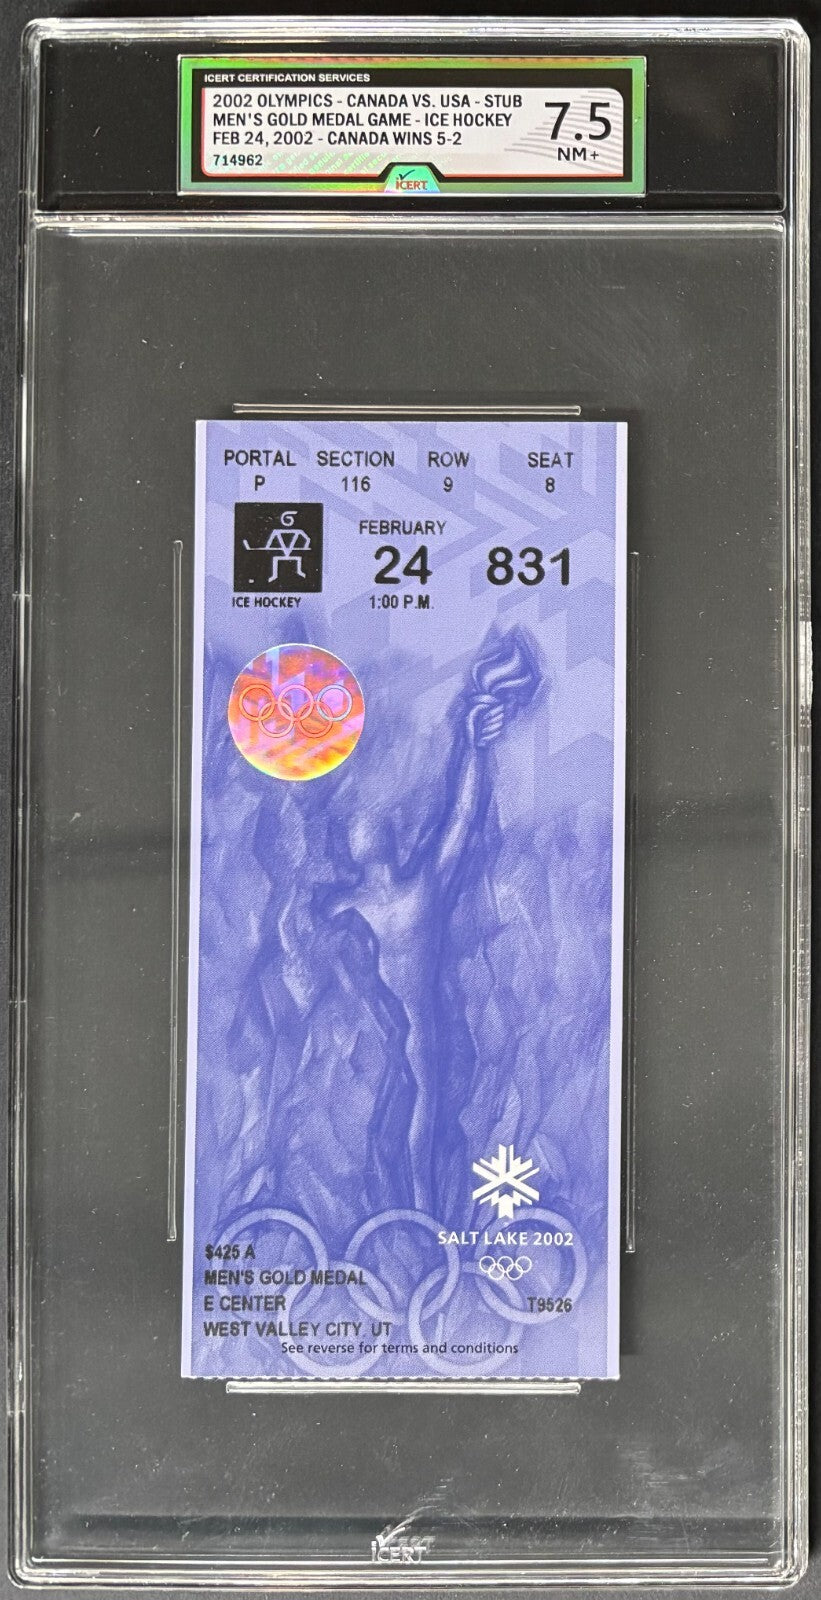 ICERT CERTIFICATION SERVICES
2002 OLYMPICS - CANADA VS. USA - STUB
MEN'S GOLD MEDAL GAME - ICE HOCKEY
FEB 24, 2002 - CANADA WINS 5-2
714962
7.5
NM+
iCERT
PORTAL SECTION ROW SEAT
P 116 9 8
FEBRUARY
24 831
ICE HOCKEY 1:00 P.M.
SALT LAKE 2002
$425 A
MEN'S GOLD MEDAL
E CENTER T9526
WEST VALLEY CITY, UT
See reverse for terms and conditions
iCERT